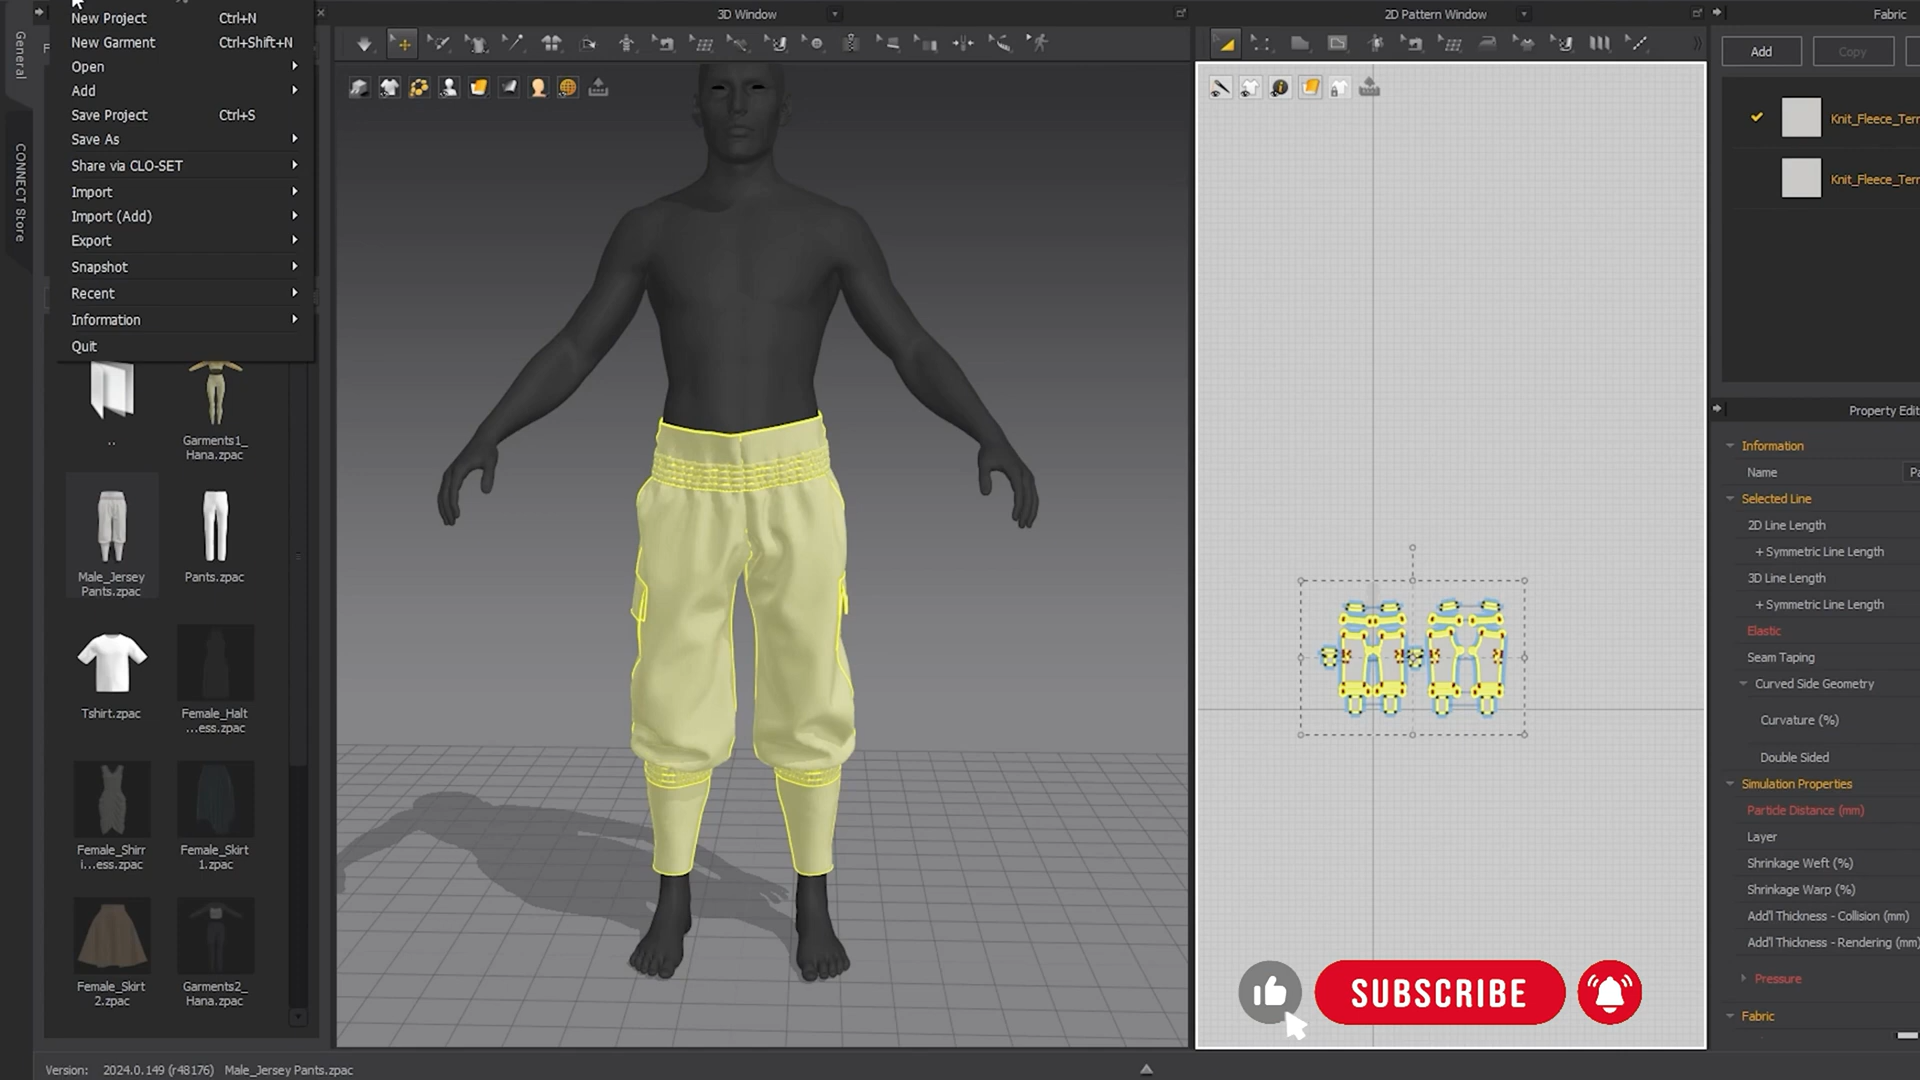 New Project Ctrl+N
New Garment Ctrl+Shift+N
Open
Add
Save Project Ctrl+S
Save As
Share via CLO-SET
Import
Import (Add)
Export
Snapshot
Recent
Information
Quit
General
CONNECT Store
F
..
Garments1_
Hana.zpac
Male_Jersey
Pants.zpac
Pants.zpac
Tshirt.zpac
Female_Halt
...ess.zpac
Female_Shirr
i...ess.zpac
Female_Skirt
1.zpac
Female_Skirt
2.zpac
Garments2_
Hana.zpac
3D Window
2D Pattern Window
SUBSCRIBE
Fabric
Add
Copy
Knit_Fleece_Terr
Knit_Fleece_Terr
Property Edit
Information
Name Pa
Selected Line
2D Line Length
+ Symmetric Line Length
3D Line Length
+ Symmetric Line Length
Elastic
Seam Taping
Curved Side Geometry
Curvature (%)
Double Sided
Simulation Properties
Particle Distance (mm)
Layer
Shrinkage Weft (%)
Shrinkage Warp (%)
Add'l Thickness - Collision (mm)
Add'l Thickness - Rendering (mm)
Pressure
Fabric
Version: 2024.0.149 (r48176) Male_Jersey Pants.zpac